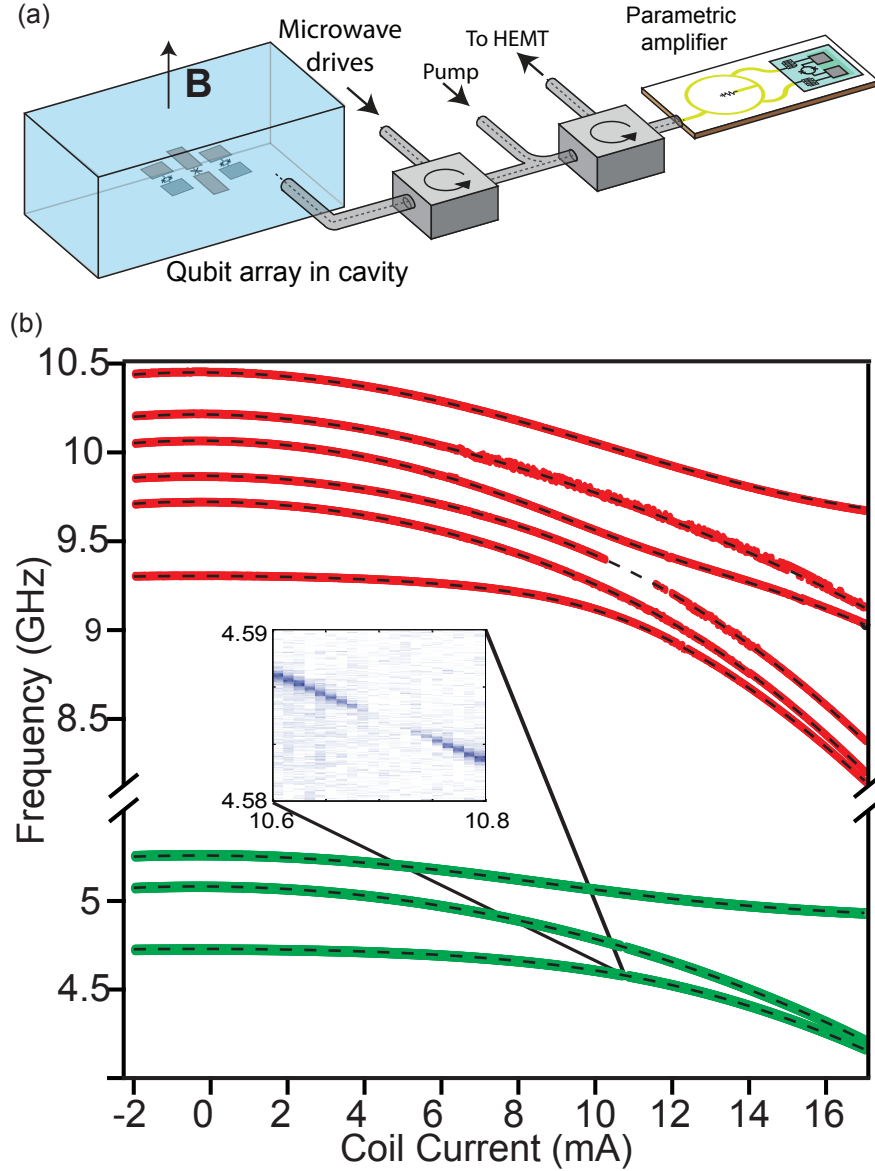 (a)
Microwave
drives
B
Pump
To HEMT
Parametric
amplifier
Qubit array in cavity
(b)
Frequency (GHz)
10.5
10
9.5
9
8.5
5
4.5
4.59
4.58
10.6
10.8
-2
0
2
4
6
8
10
12
14
16
Coil Current (mA)